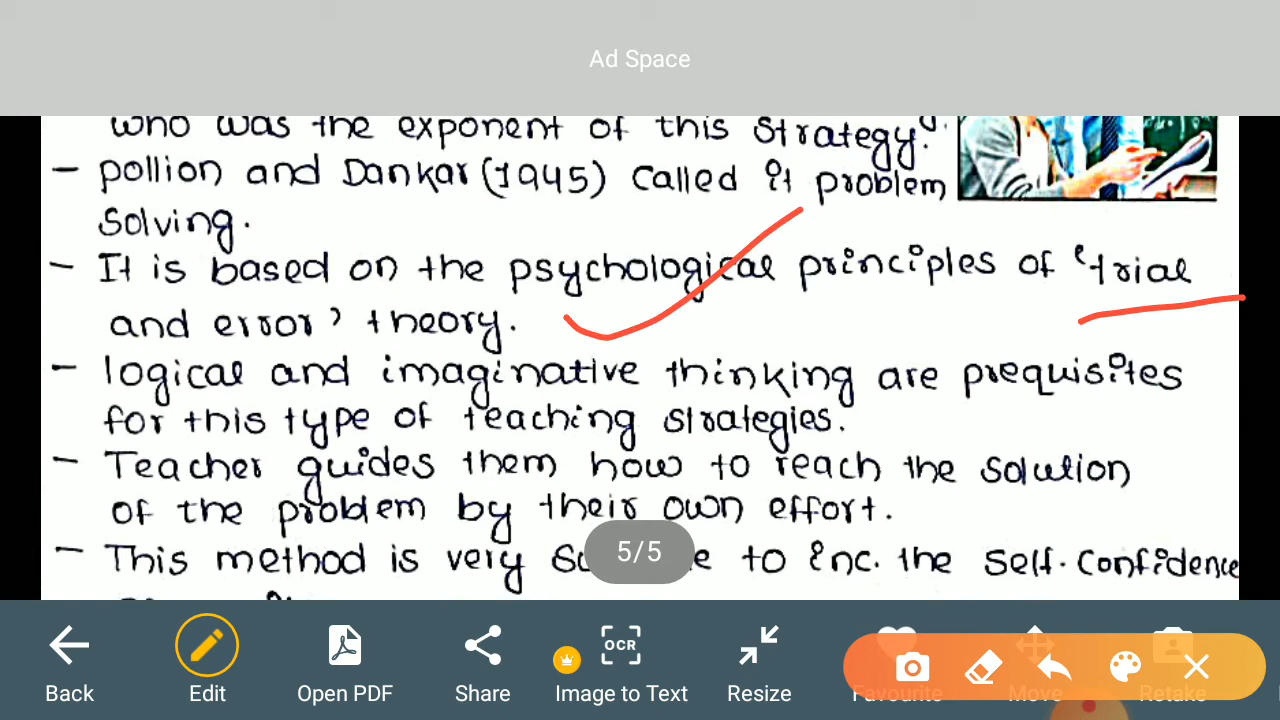 Ad Space
who was the exponent of this strategy.
- pollion and Dankar (1945) called it problem
solving.
- It is based on the psychological principles of 'trial
and error' theory.
- logical and imaginative thinking are prequisites
for this type of teaching strategies.
- Teacher guides them how to reach the solution
of the problem by their own effort.
- This method is very to inc. the self-confidence
5/5
Back
Edit
Open PDF
Share
OCR
Image to Text
Resize
Favourite
Move
Retake